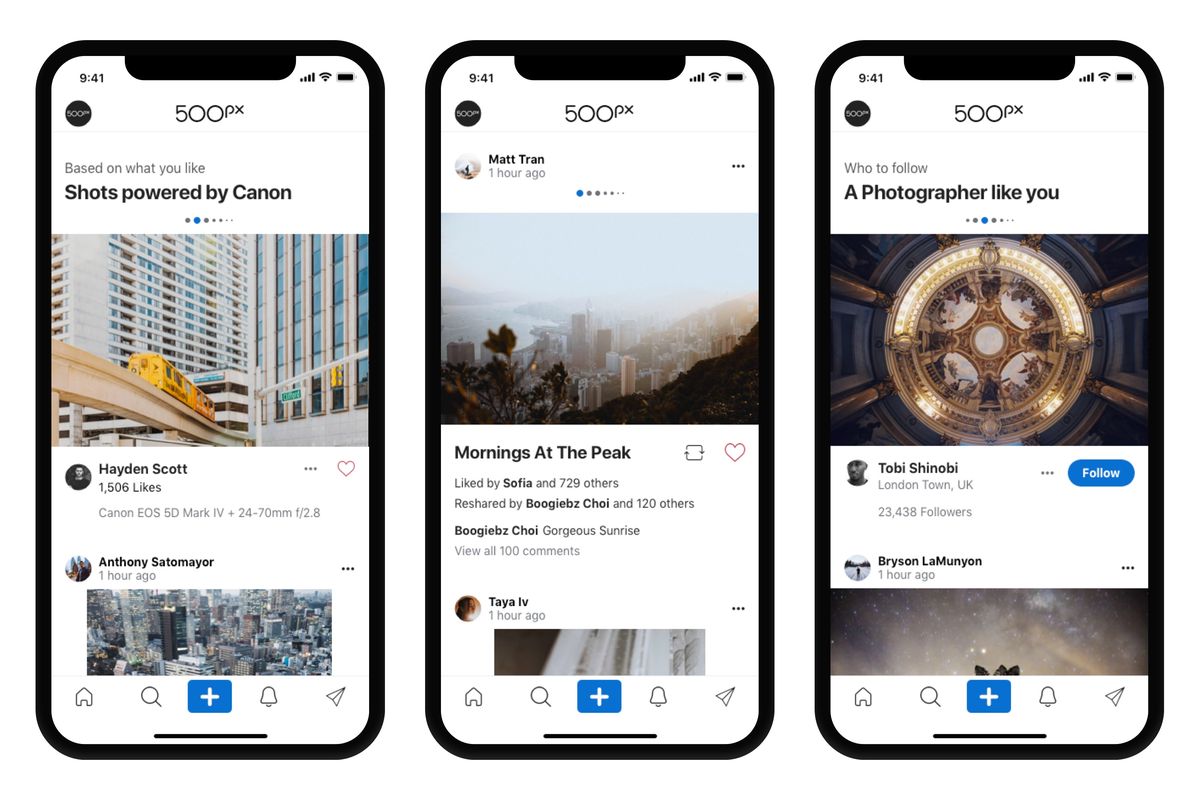 9:41
500px
500px
Based on what you like
Shots powered by Canon
Clifford
Hayden Scott
1,506 Likes
Canon EOS 5D Mark IV + 24-70mm f/2.8
Anthony Satomayor
1 hour ago
9:41
500px
500px
Matt Tran
1 hour ago
Mornings At The Peak
Liked by Sofia and 729 others
Reshared by Boogiebz Choi and 120 others
Boogiebz Choi Gorgeous Sunrise
View all 100 comments
Taya Iv
1 hour ago
9:41
500px
500px
Who to follow
A Photographer like you
Tobi Shinobi
London Town, UK
Follow
23,438 Followers
Bryson LaMunyon
1 hour ago